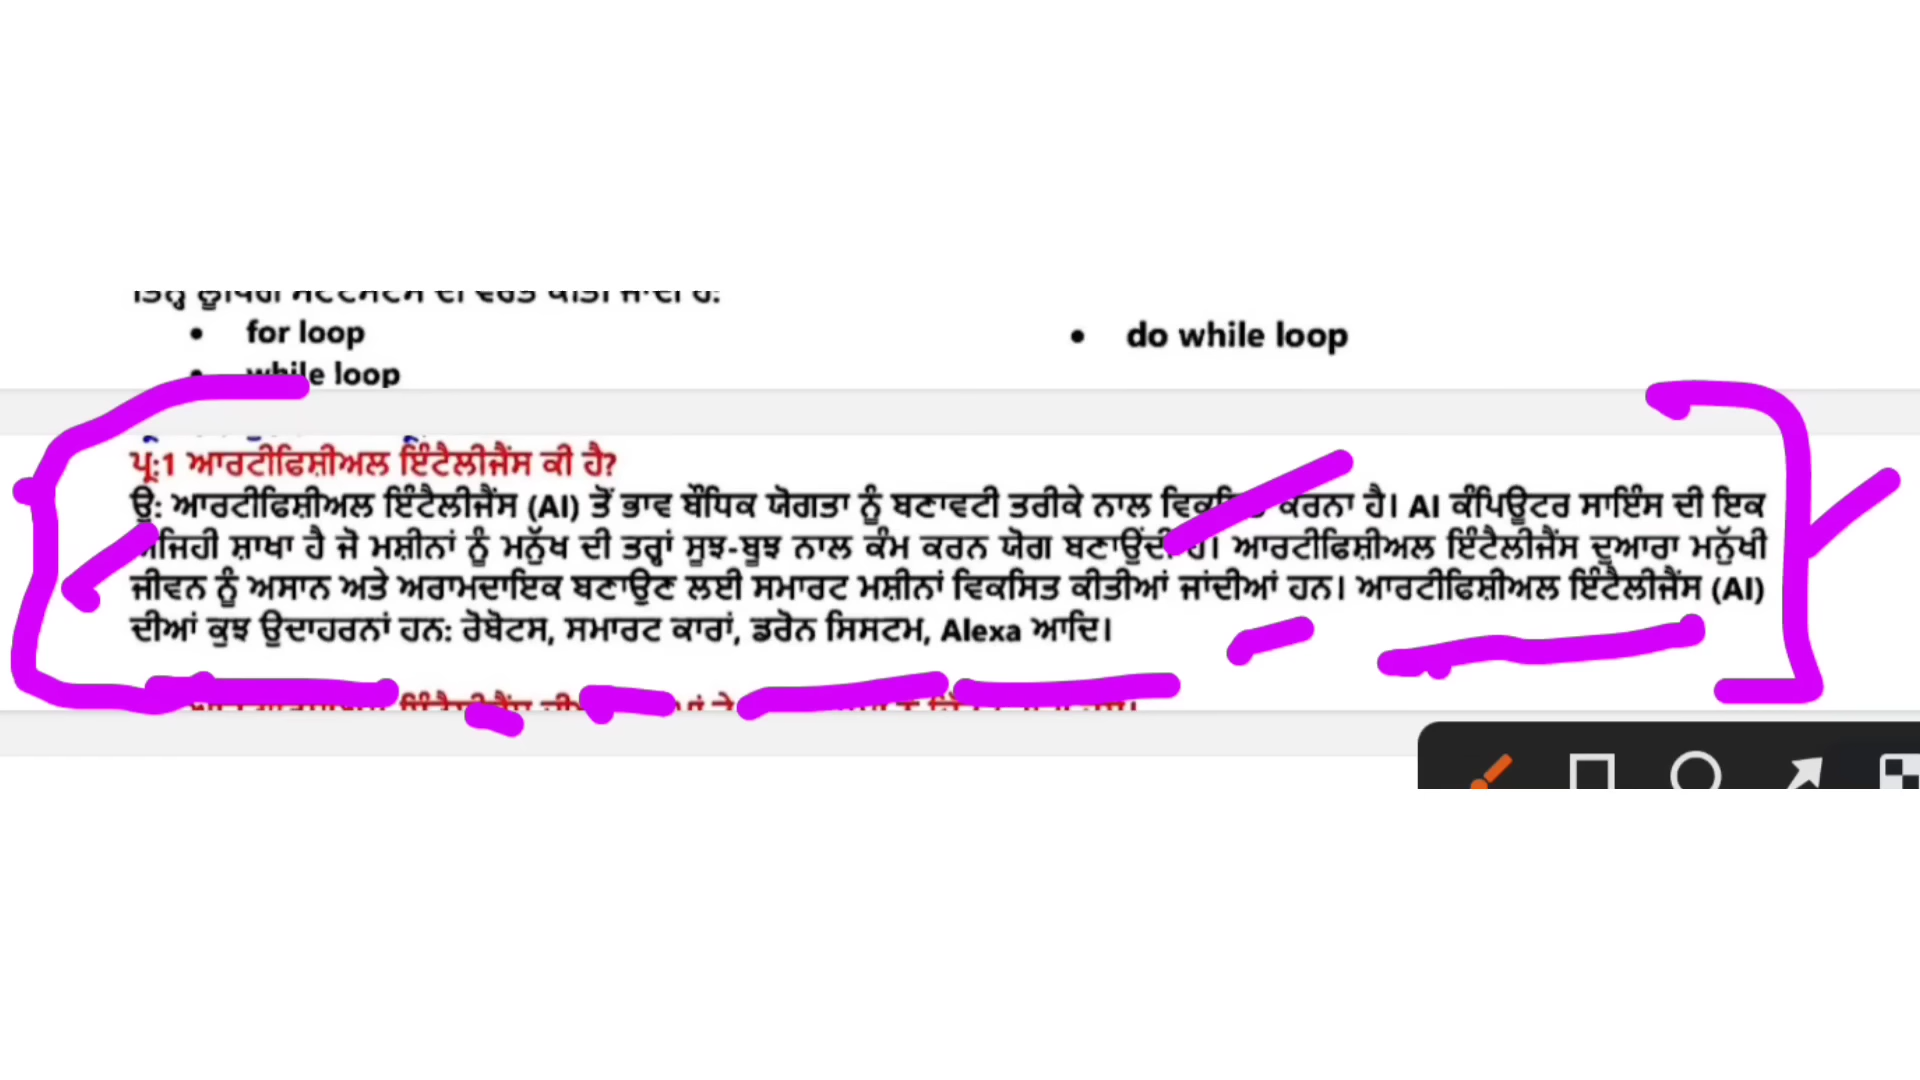 for loop
do while loop
while loop
ਪ੍ਰ:1 ਆਰਟੀਫਿਸ਼ੀਅਲ ਇੰਟੈਲੀਜੈਂਸ ਕੀ ਹੈ?
ਉ: ਆਰਟੀਫਿਸ਼ੀਅਲ ਇੰਟੈਲੀਜੈਂਸ (AI) ਤੋਂ ਭਾਵ ਬੌਧਿਕ ਯੋਗਤਾ ਨੂੰ ਬਣਾਵਟੀ ਤਰੀਕੇ ਨਾਲ ਕਰਨਾ ਹੈ। AI ਕੰਪਿਊਟਰ ਸਾਇੰਸ ਦੀ ਇਕ
ਸ਼ਾਖਾ ਹੈ ਜੋ ਮਸ਼ੀਨਾਂ ਨੂੰ ਮਨੁੱਖ ਦੀ ਤਰ੍ਹਾਂ ਸੂਝ-ਬੂਝ ਨਾਲ ਕੰਮ ਕਰਨ ਯੋਗ ਬਣਾਉਂਦੀ ਹੈ। ਆਰਟੀਫਿਸ਼ੀਅਲ ਇੰਟੈਲੀਜੈਂਸ ਦੁਆਰਾ ਮਨੁੱਖੀ
ਜੀਵਨ ਨੂੰ ਅਸਾਨ ਅਤੇ ਅਰਾਮਦਾਇਕ ਬਣਾਉਣ ਲਈ ਸਮਾਰਟ ਮਸ਼ੀਨਾਂ ਵਿਕਸਿਤ ਕੀਤੀਆਂ ਜਾਂਦੀਆਂ ਹਨ। ਆਰਟੀਫਿਸ਼ੀਅਲ ਇੰਟੈਲੀਜੈਂਸ (AI)
ਦੀਆਂ ਕੁਝ ਉਦਾਹਰਨਾਂ ਹਨ: ਰੋਬੋਟਸ, ਸਮਾਰਟ ਕਾਰਾਂ, ਡਰੋਨ ਸਿਸਟਮ, Alexa ਆਦਿ।